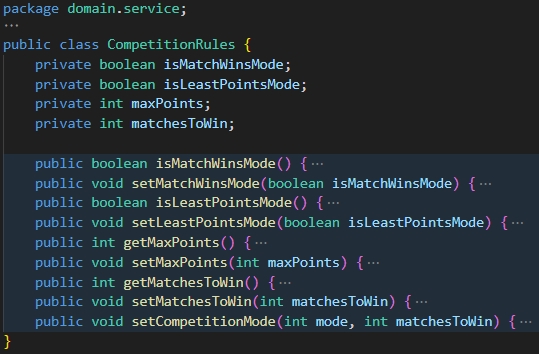 package domain.service;
···
public class CompetitionRules {
    private boolean isMatchWinsMode;
    private boolean isLeastPointsMode;
    private int maxPoints;
    private int matchesToWin;

    public boolean isMatchWinsMode() {···
    public void setMatchWinsMode(boolean isMatchWinsMode) {···
    public boolean isLeastPointsMode() {···
    public void setLeastPointsMode(boolean isLeastPointsMode) {···
    public int getMaxPoints() {···
    public void setMaxPoints(int maxPoints) {···
    public int getMatchesToWin() {···
    public void setMatchesToWin(int matchesToWin) {···
    public void setCompetitionMode(int mode, int matchesToWin) {···
}